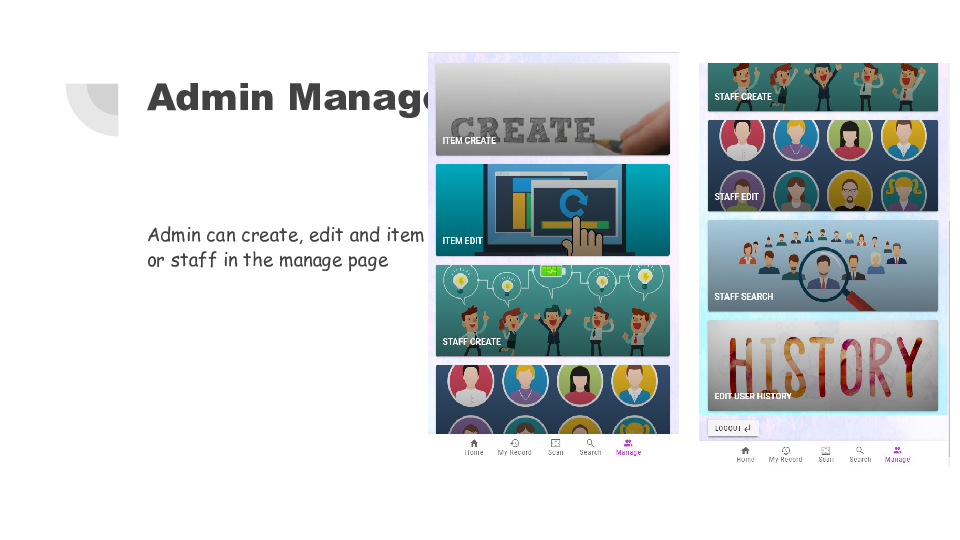 Admin Manage
Admin can create, edit and item
or staff in the manage page
CREATE
ITEM CREATE
ITEM EDIT
STAFF CREATE
Home My Record Scan Search Manage
STAFF CREATE
STAFF EDIT
STAFF SEARCH
HISTORY
EDIT USER HISTORY
LOGOUT
Home My Record Scan Search Manage